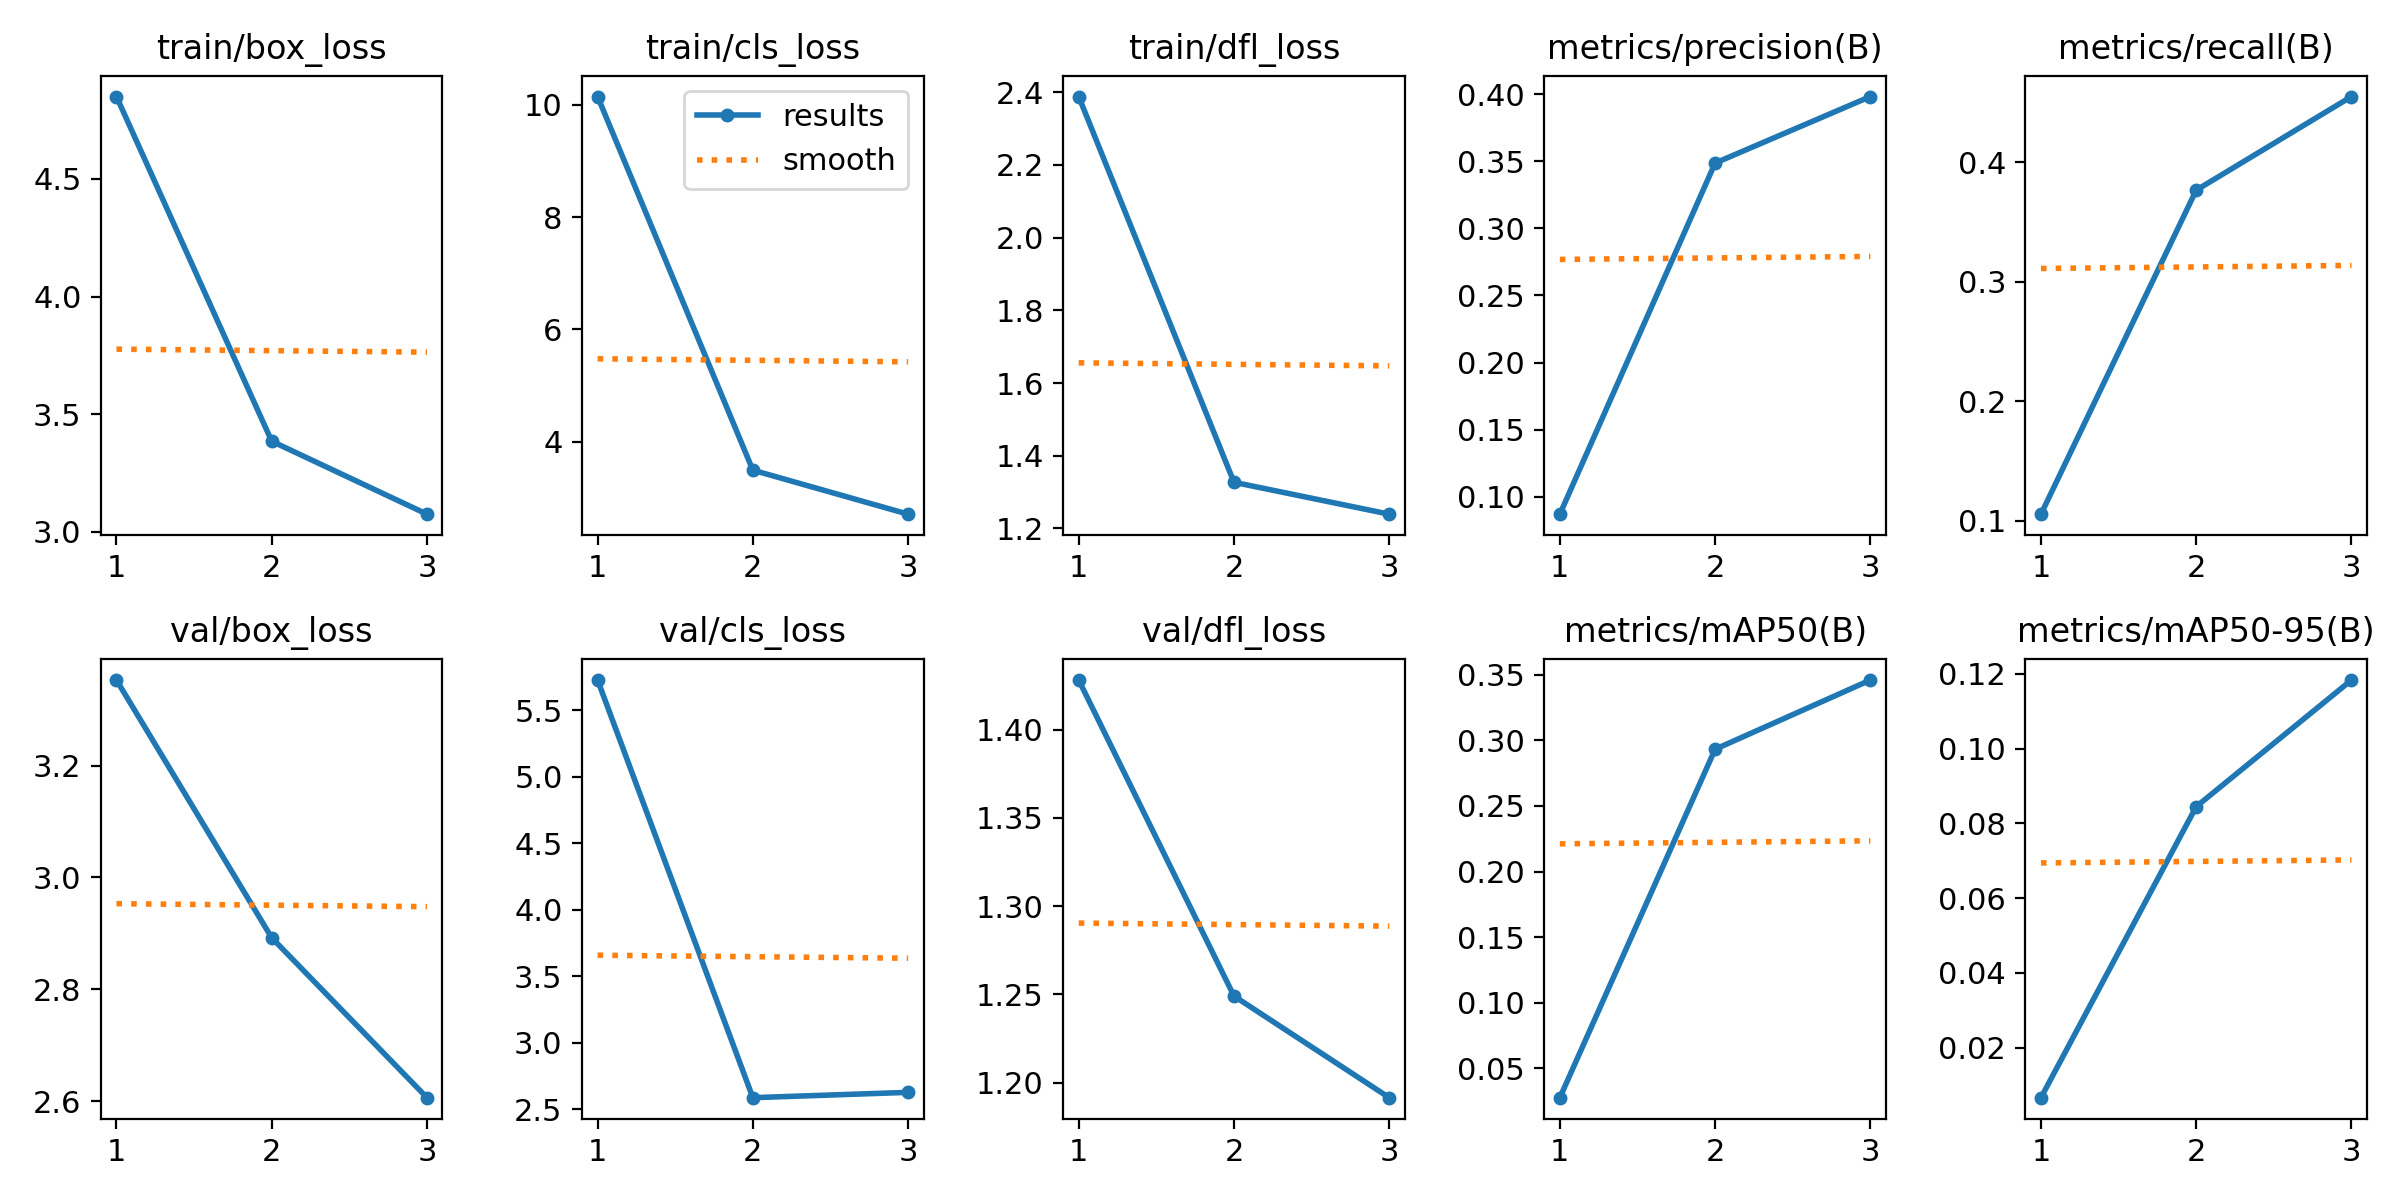 train/box_loss
4.5
4.0
3.5
3.0
1 2 3
train/cls_loss
results
smooth
10
8
6
4
1 2 3
train/dfl_loss
2.4
2.2
2.0
1.8
1.6
1.4
1.2
1 2 3
metrics/precision(B)
0.40
0.35
0.30
0.25
0.20
0.15
0.10
1 2 3
metrics/recall(B)
0.4
0.3
0.2
0.1
1 2 3
val/box_loss
3.2
3.0
2.8
2.6
1 2 3
val/cls_loss
5.5
5.0
4.5
4.0
3.5
3.0
2.5
1 2 3
val/dfl_loss
1.40
1.35
1.30
1.25
1.20
1 2 3
metrics/mAP50(B)
0.35
0.30
0.25
0.20
0.15
0.10
0.05
1 2 3
metrics/mAP50-95(B)
0.12
0.10
0.08
0.06
0.04
0.02
1 2 3